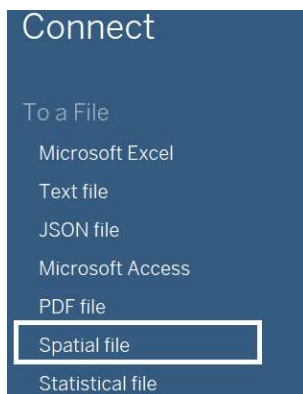 Connect
To a File
Microsoft Excel
Text file
JSON file
Microsoft Access
PDF file
Spatial file
Statistical file